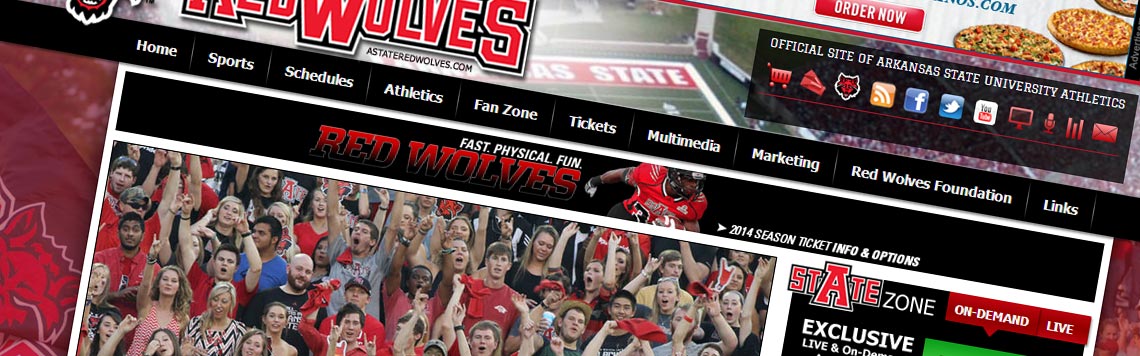 NOS.COM
ORDER NOW
RED WOLVES
ASTATEREDWOLVES.COM
AS STATE
OFFICIAL SITE OF ARKANSAS STATE UNIVERSITY ATHLETICS
You
Tube
Home Sports Schedules Athletics Fan Zone Tickets Multimedia Marketing Red Wolves Foundation Links
FAST. PHYSICAL. FUN.
RED WOLVES
➤ 2014 SEASON TICKET INFO & OPTIONS
STATE ZONE
ON-DEMAND LIVE
EXCLUSIVE
LIVE & On-Dem